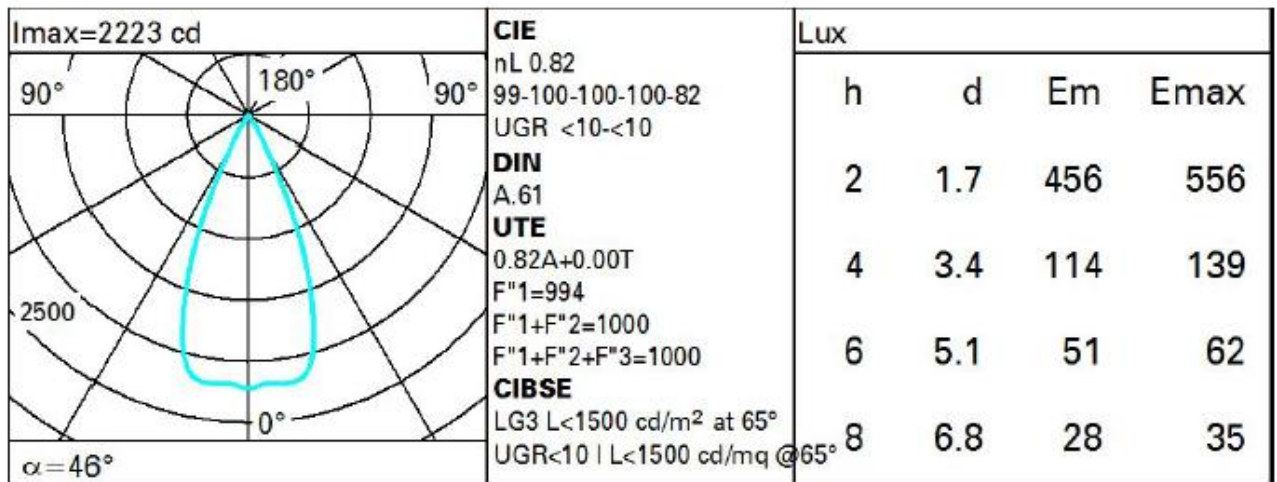 Imax=2223 cd
90°
180°
90°
2500
0°
α=46°
CIE
nL 0.82
99-100-100-100-82
UGR <10-<10
DIN
A.61
UTE
0.82A+0.00T
F"1=994
F"1+F"2=1000
F"1+F"2+F"3=1000
CIBSE
LG3 L<1500 cd/m² at 65°
UGR<10 | L<1500 cd/mq @65°
Lux
h d Em Emax
2 1.7 456 556
4 3.4 114 139
6 5.1 51 62
8 6.8 28 35